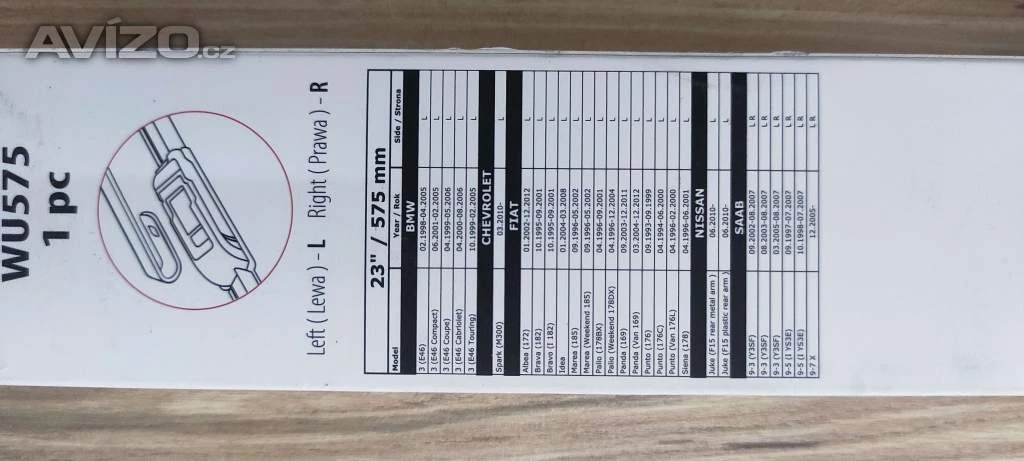 AVÍZO.cz
WU575
1 pc
Left ( Lewa ) - L Right ( Prawa ) - R
23" / 575 mm
Model Year / Rok Side / Strona
BMW
3 (E46) 02.1998-04.2005 L
3 (E46 Compact) 06.2001-02.2005 L
3 (E46 Coupe) 04.1999-05.2006 L
3 (E46 Cabriolet) 04.2000-08.2006 L
3 (E46 Touring) 10.1999-02.2005 L
CHEVROLET
Spark (M300) 03.2010- L
FIAT
Albea (172) 01.2002-12.2012 L
Brava (182) 10.1995-09.2001 L
Bravo (I 182) 10.1995-09.2001 L
Idea 01.2004-03.2008 L
Marea (185) 09.1996-05.2002 L
Marea (Weekend 185) 09.1996-05.2002 L
Palio (178BX) 04.1996-09.2001 L
Palio (Weekend 178DX) 04.1996-12.2004 L
Panda (169) 09.2003-12.2011 L
Panda (Van 169) 03.2004-12.2012 L
Punto (176) 09.1993-09.1999 L
Punto (176C) 04.1994-06.2000 L
Punto (Van 176L) 04.1996-02.2000 L
Siena (178) 04.1996-06.2001 L
NISSAN
Juke (F15 rear metal arm ) 06.2010- L
Juke (F15 plastic rear arm ) 06.2010- L
SAAB
9-3 (Y3SF) 09.2002-08.2007 L R
9-3 (Y3SF) 08.2003-08.2007 L R
9-3 (Y3SF) 03.2005-08.2007 L R
9-5 (I YS3E) 09.1997-07.2007 L R
9-5 (I YS3E) 10.1998-07.2007 L R
9-7 X 12.2005- L R